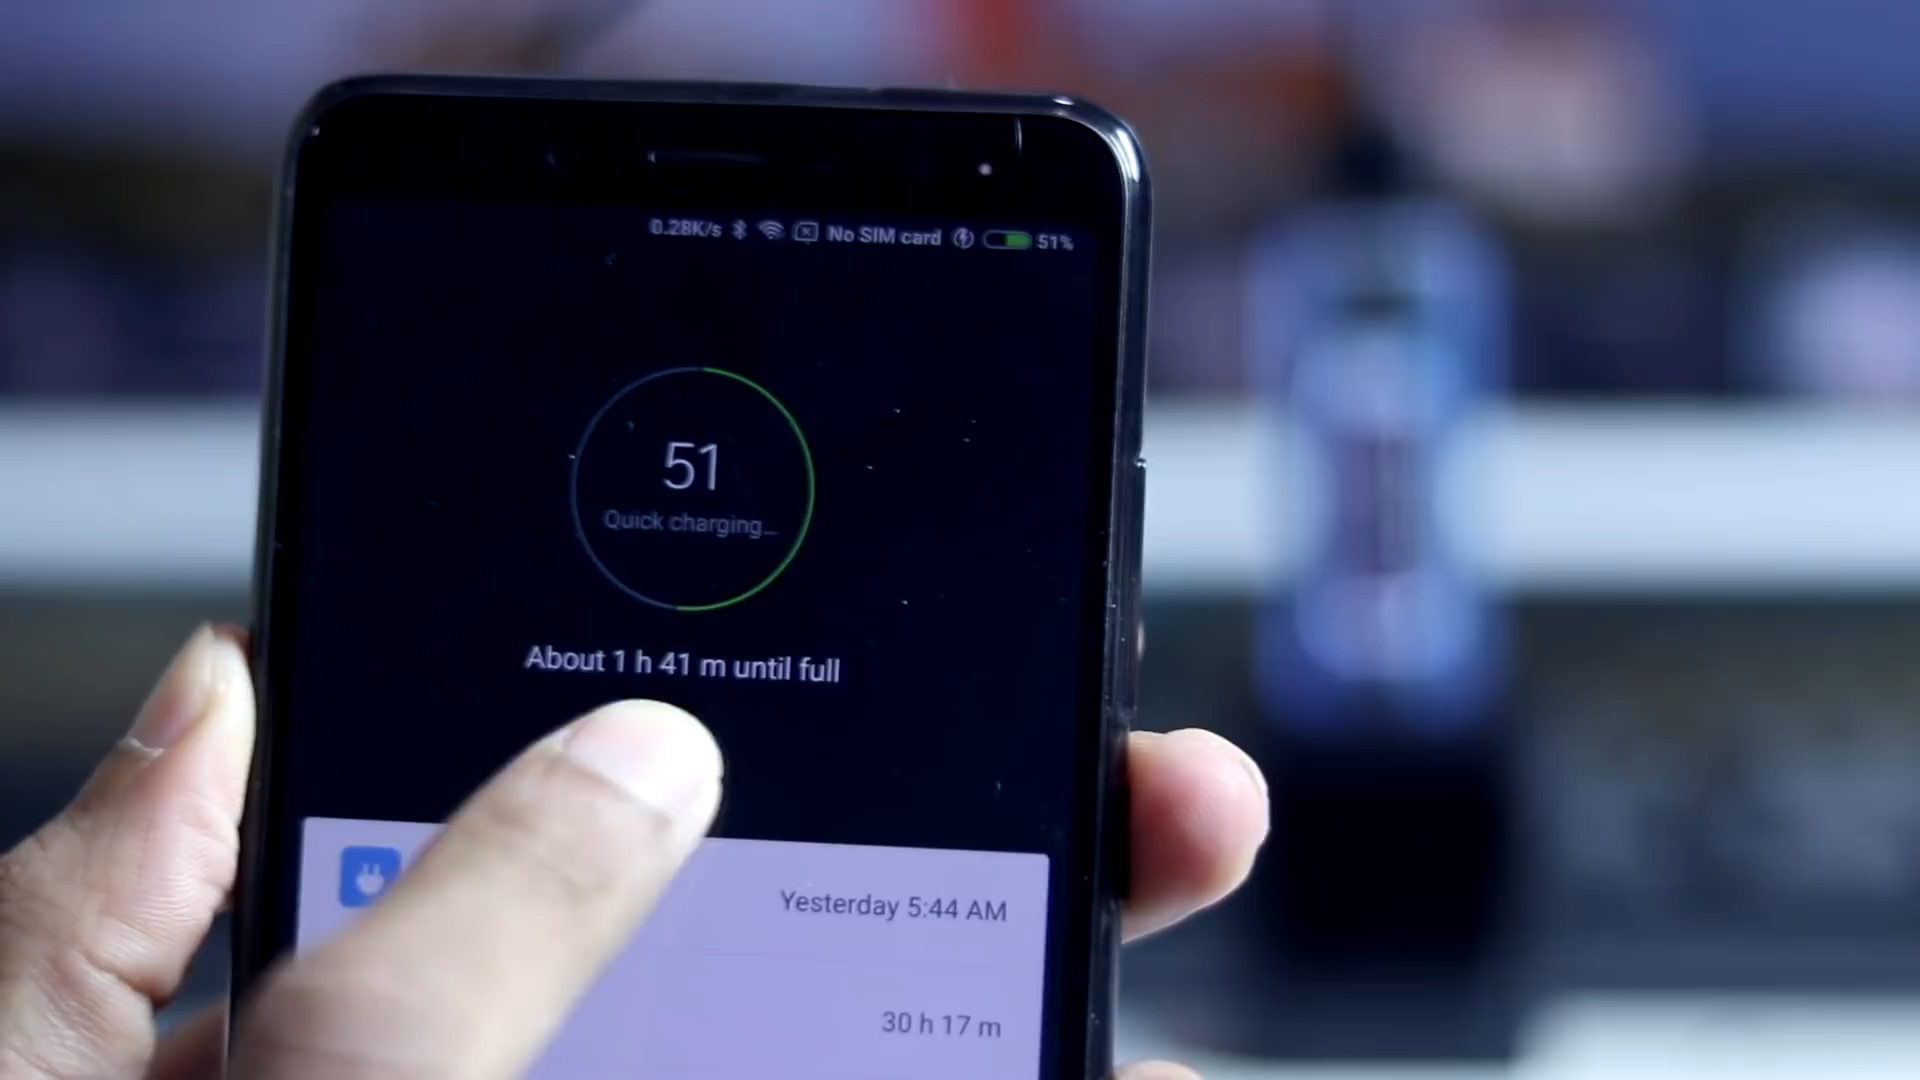 0.28K/s No SIM card 51%
51
Quick charging...
About 1 h 41 m until full
Yesterday 5:44 AM
30 h 17 m